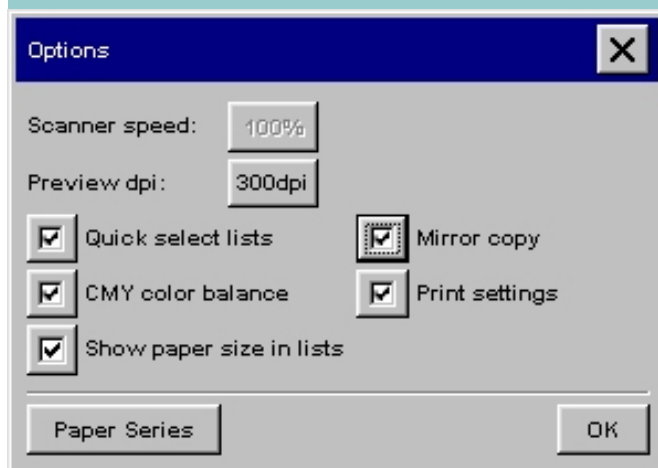 Options
Scanner speed: 100%
Preview dpi: 300dpi
Quick select lists Mirror copy
CMY color balance Print settings
Show paper size in lists
Paper Series OK